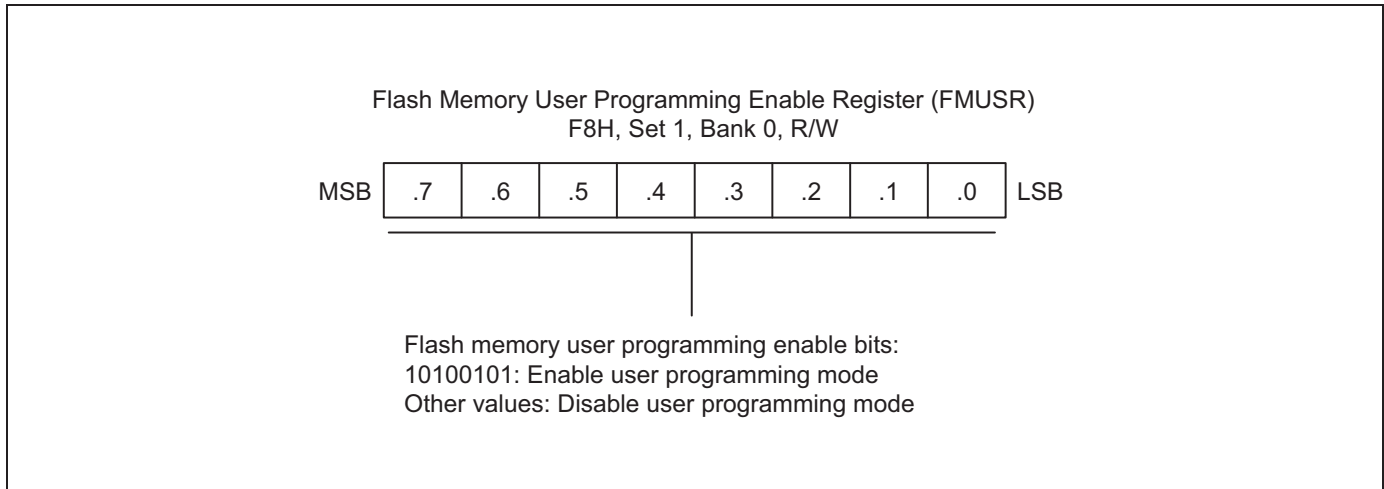 Flash Memory User Programming Enable Register (FMUSR)
F8H, Set 1, Bank 0, R/W
MSB .7 .6 .5 .4 .3 .2 .1 .0 LSB
Flash memory user programming enable bits:
10100101: Enable user programming mode
Other values: Disable user programming mode